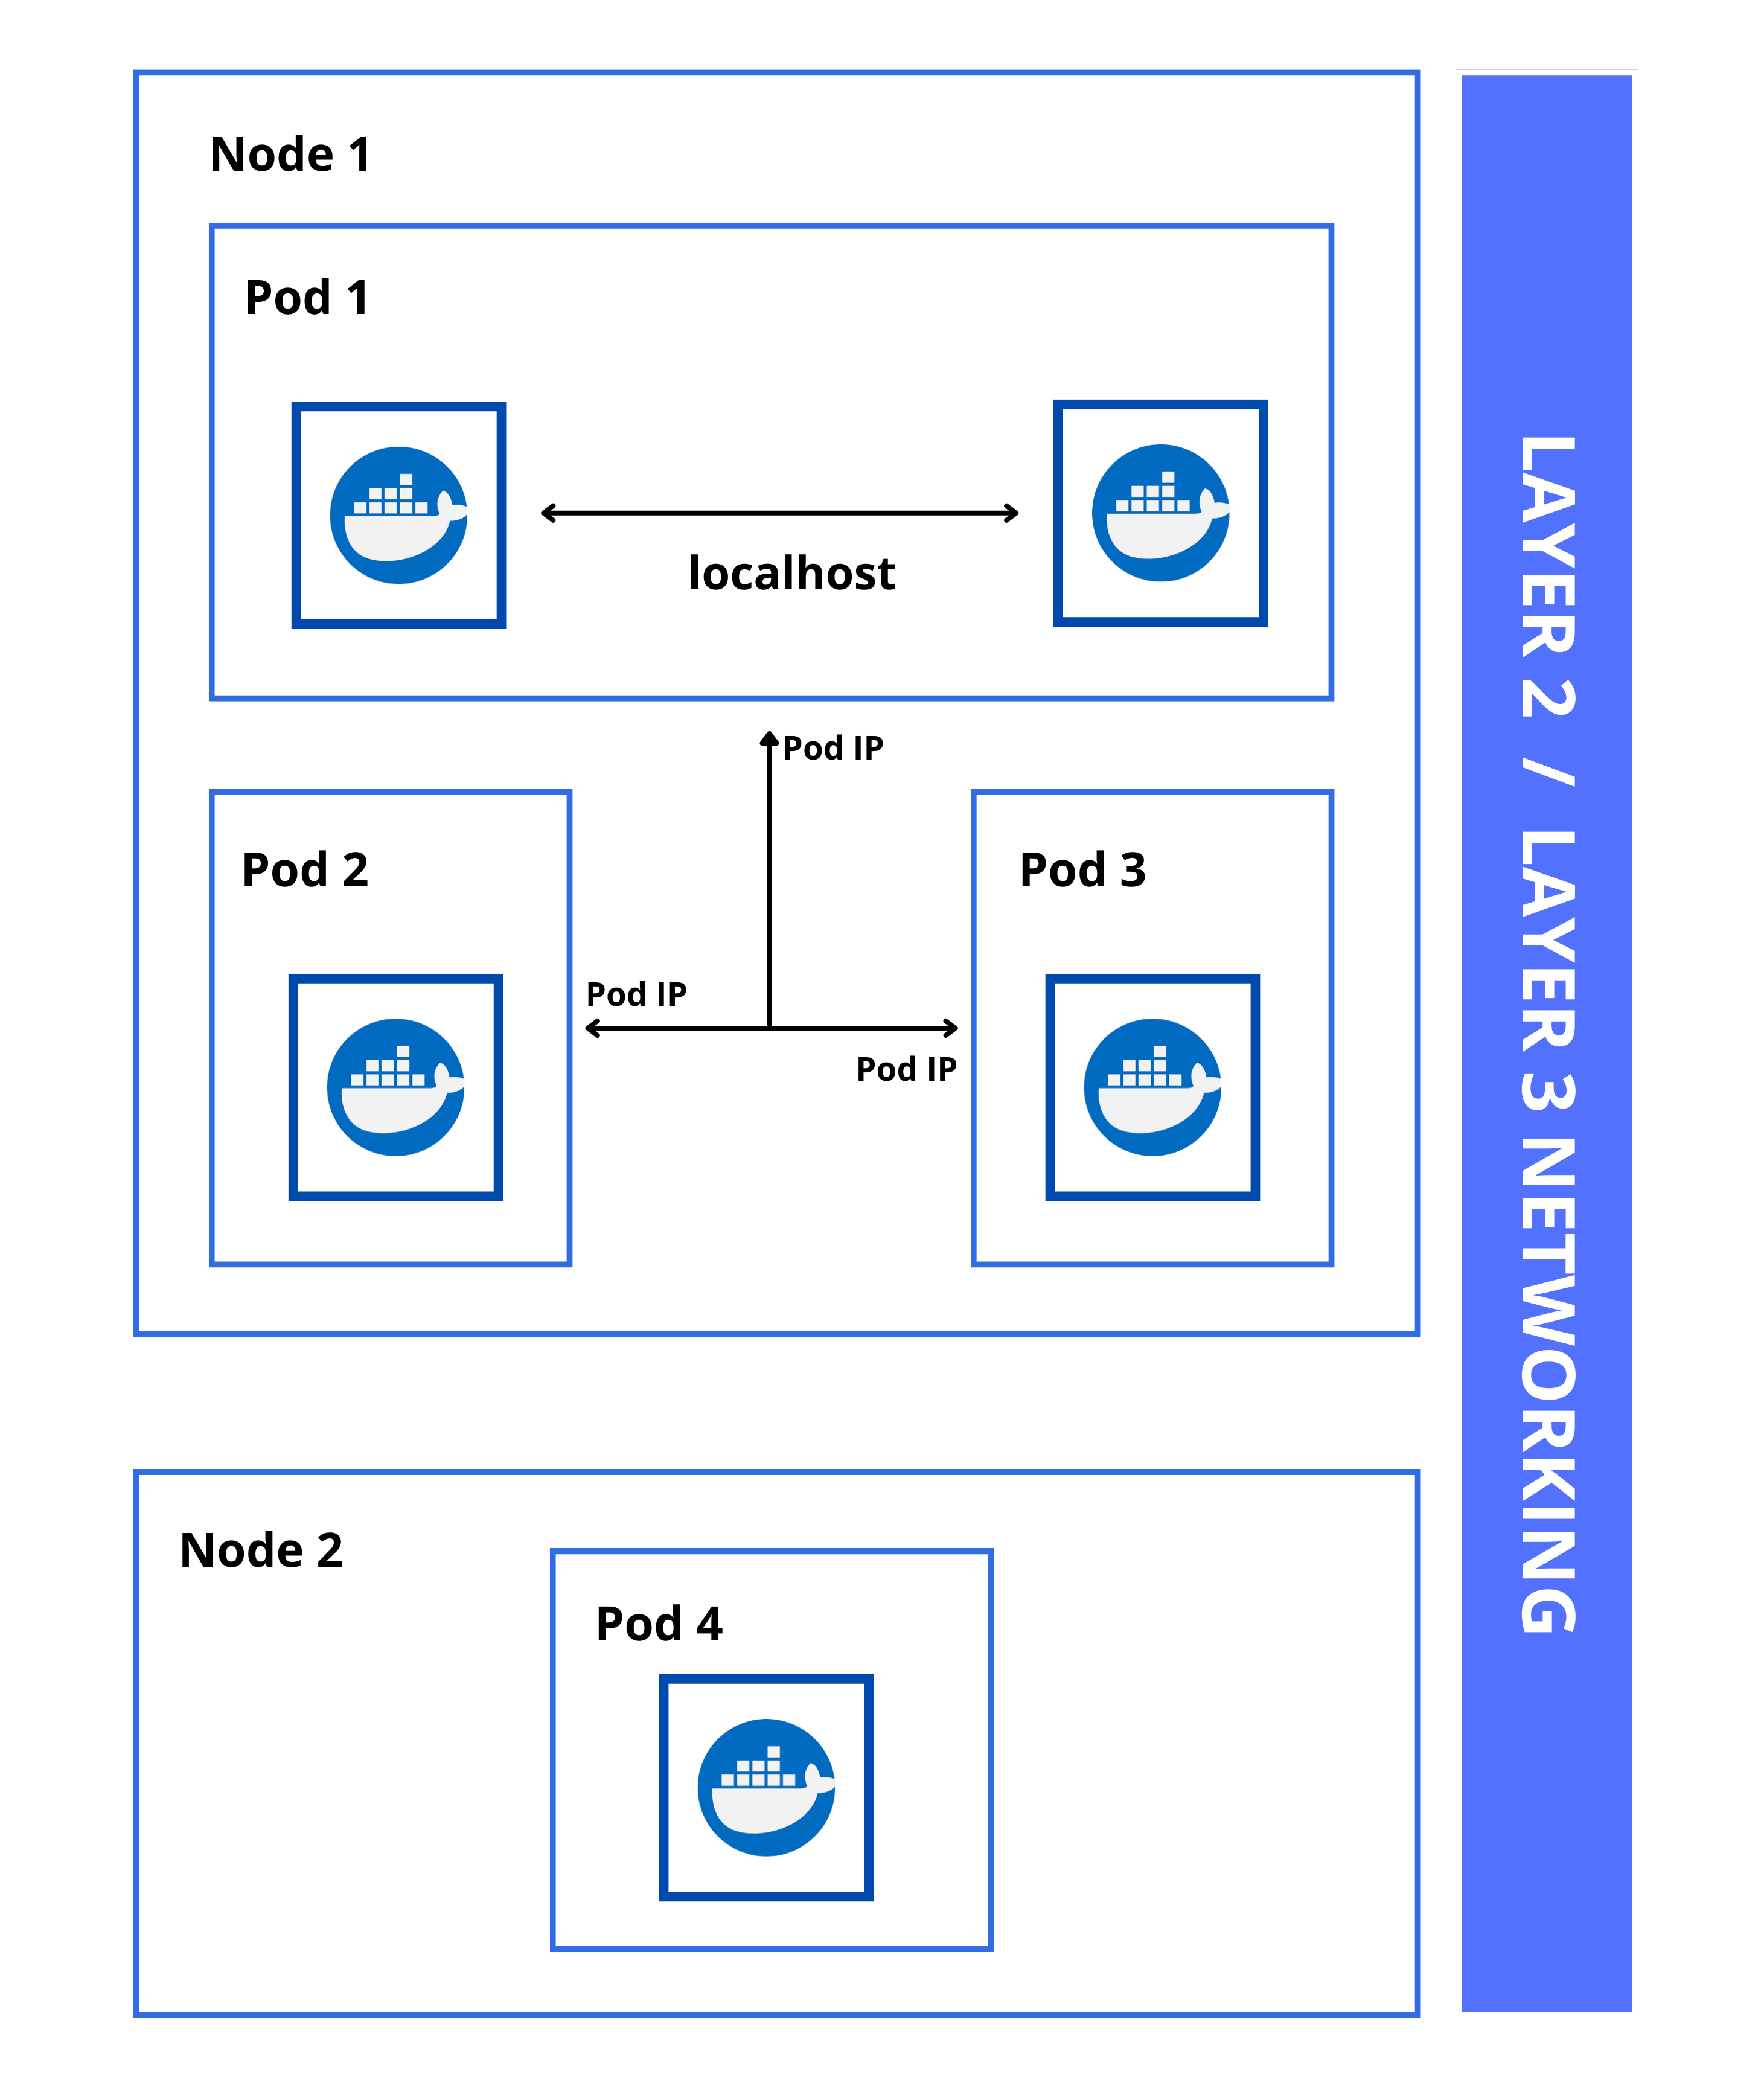 Node 1
Pod 1
localhost
Pod IP
Pod 2
Pod 3
Pod IP
Pod IP
Node 2
Pod 4
LAYER 2 / LAYER 3 NETWORKING